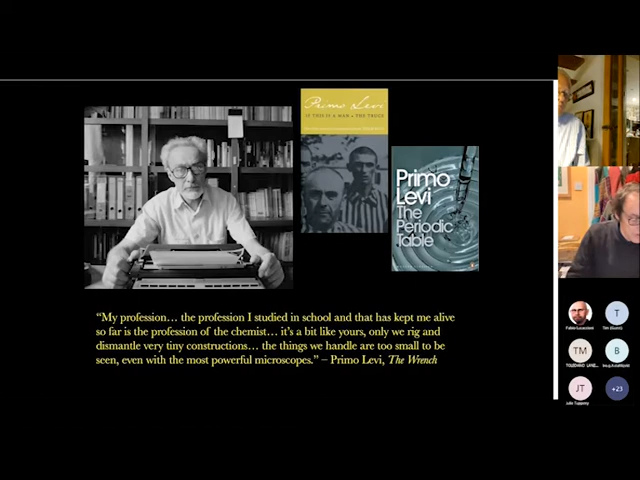 Primo Levi
IF THIS IS A MAN • THE TRUCE
Primo
Levi
The
Periodic
Table
“My profession… the profession I studied in school and that has kept me alive
so far is the profession of the chemist… it’s a bit like yours, only we rig and
dismantle very tiny constructions… the things we handle are too small to be
seen, even with the most powerful microscopes.” – Primo Levi, The Wrench
T
TM
B
JT
+23